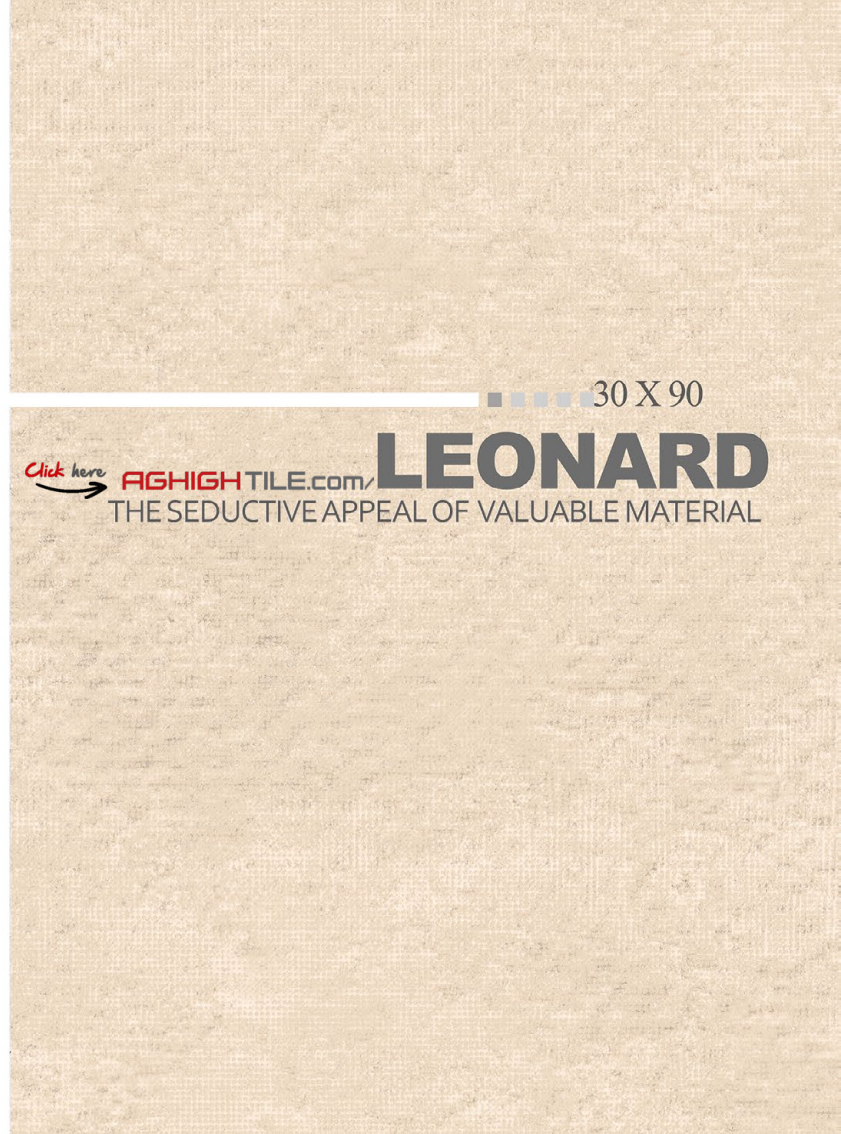 30 X 90
LEONARD
Click here AGHIGHTILE.com/
THE SEDUCTIVE APPEAL OF VALUABLE MATERIAL